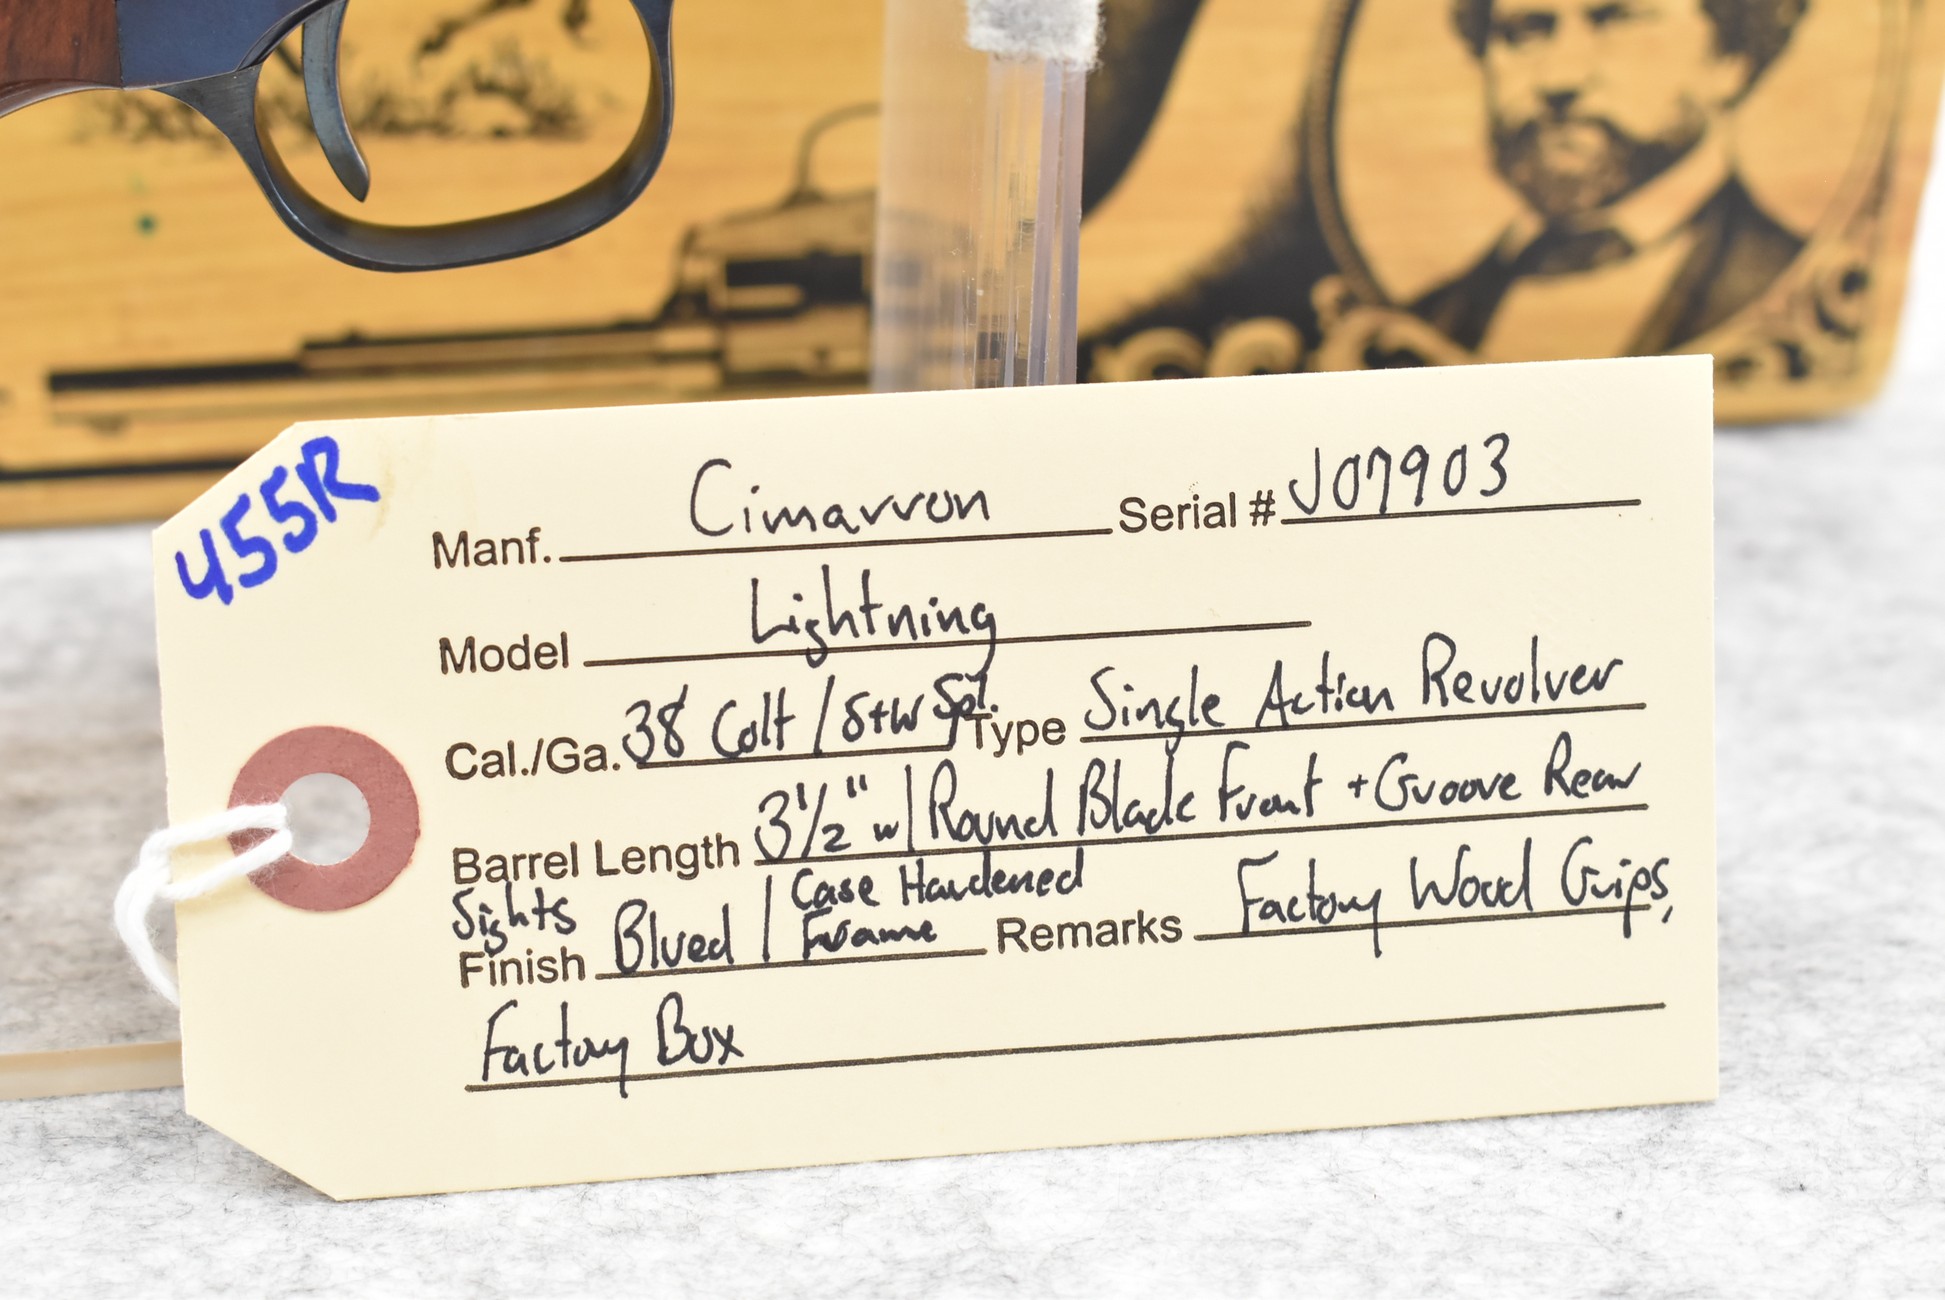 455R
Manf. Cimarron Serial # J07903
Model Lightning
Cal./Ga. 38 Colt / S+W Spl. Type Single Action Revolver
Barrel Length 3 1/2" w/ Round Blade Front + Groove Rear
Sights
Finish Blued / Case Hardened Frame Remarks Factory Wood Grips,
Factory Box